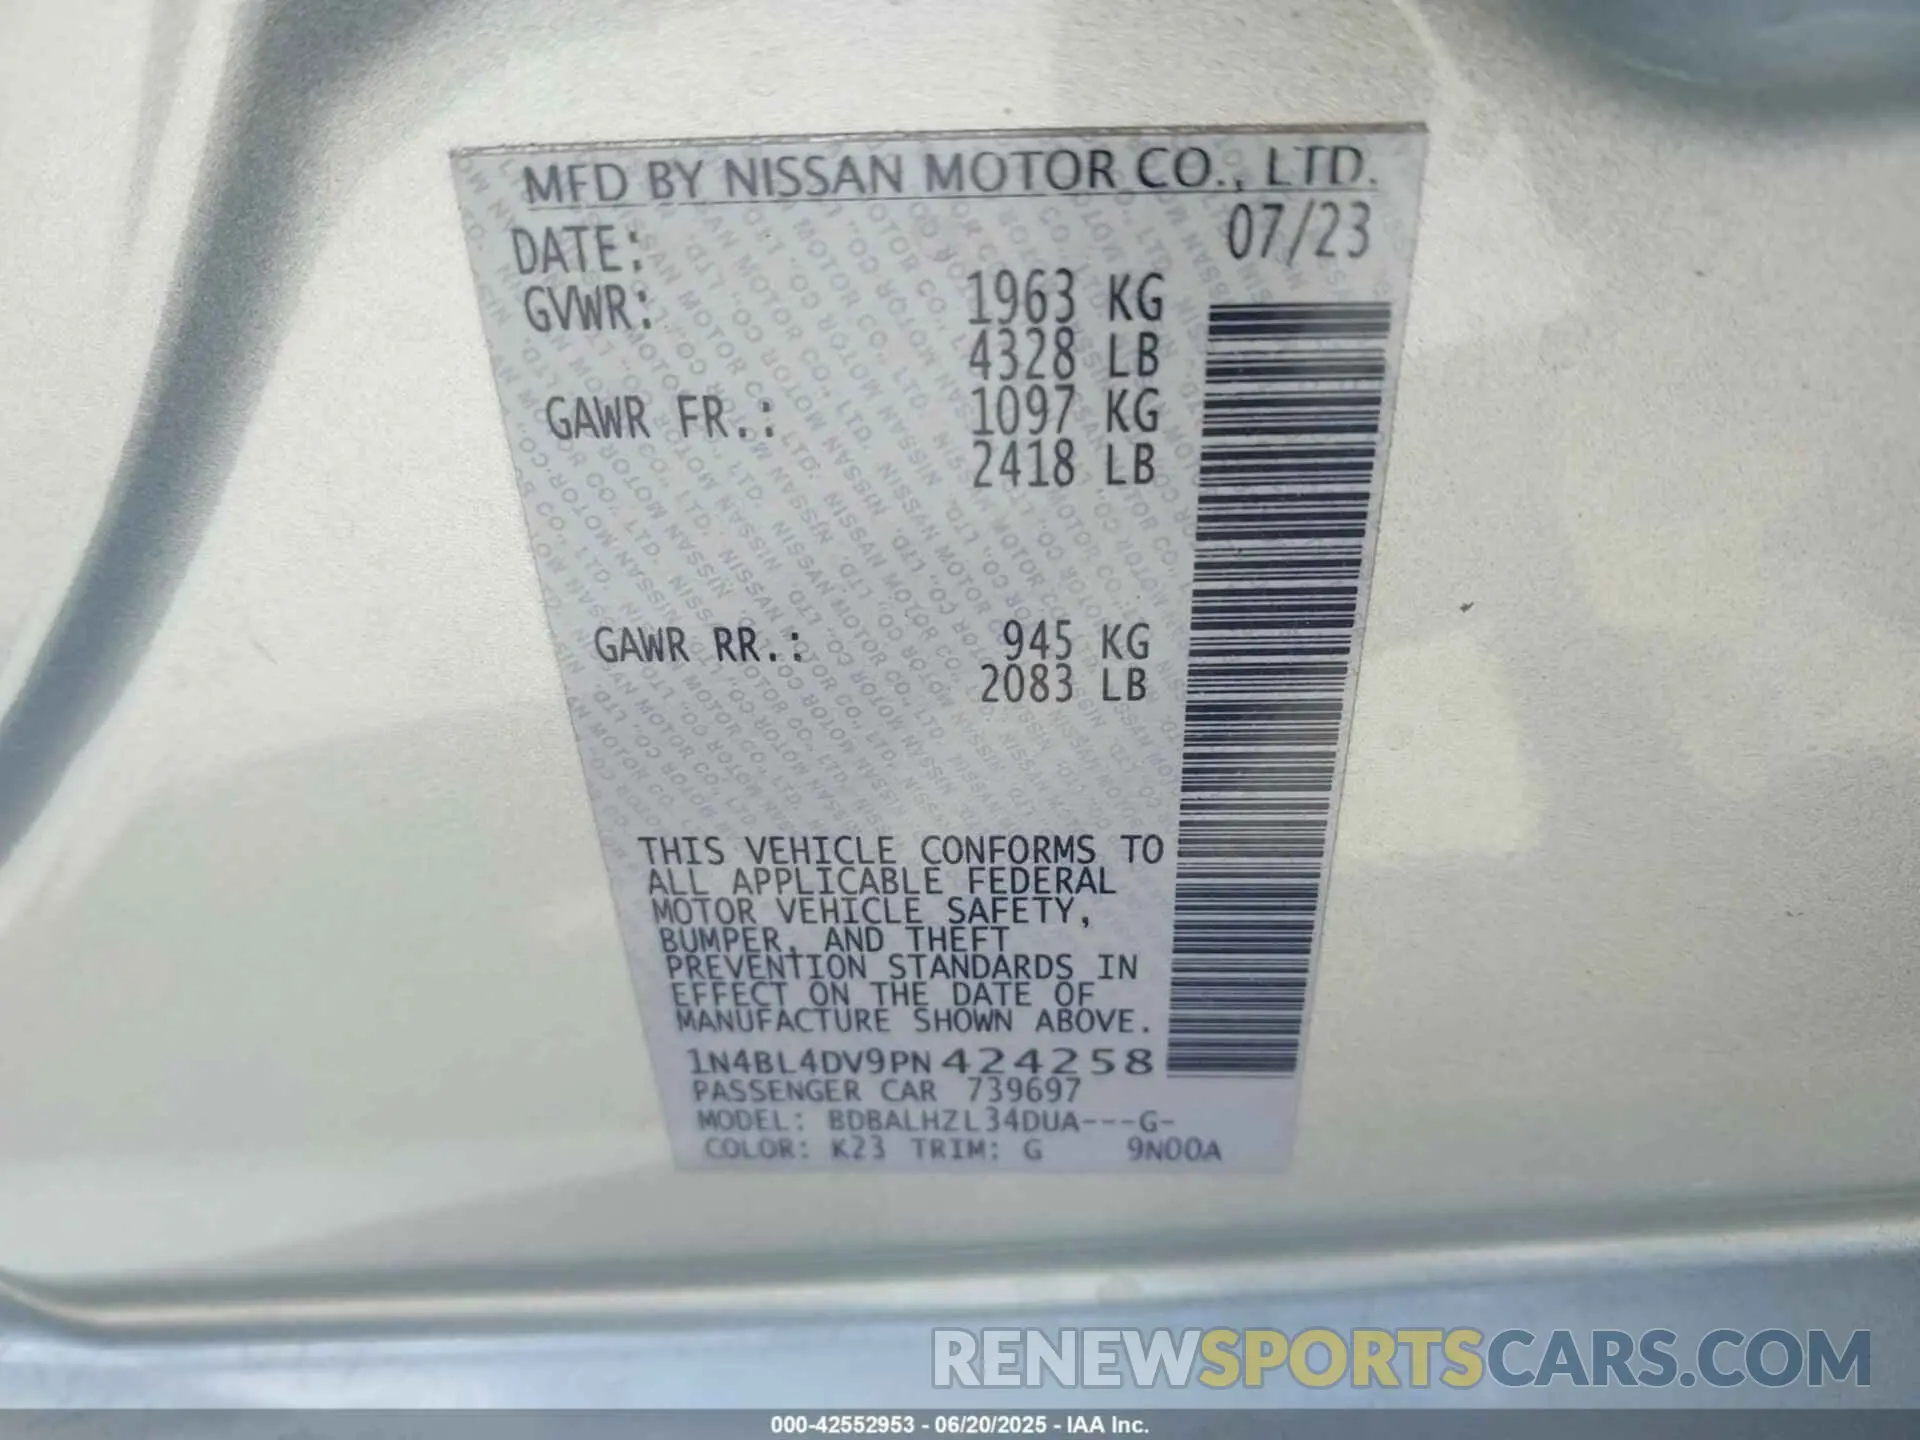 MFD BY NISSAN MOTOR CO., LTD.
DATE: 07/23
GVWR: 1963 KG
4328 LB
GAWR FR.: 1097 KG
2418 LB
GAWR RR.: 945 KG
2083 LB
THIS VEHICLE CONFORMS TO
ALL APPLICABLE FEDERAL
MOTOR VEHICLE SAFETY,
BUMPER, AND THEFT
PREVENTION STANDARDS IN
EFFECT ON THE DATE OF
MANUFACTURE SHOWN ABOVE.
1N4BL4DV9PN424258
PASSENGER CAR 739697
MODEL: BDBALHZL34DUA---G-
COLOR: K23 TRIM: G 9N00A
RENEWSPORTSCARS.COM
000-42552953 - 06/20/2025 - IAA Inc.